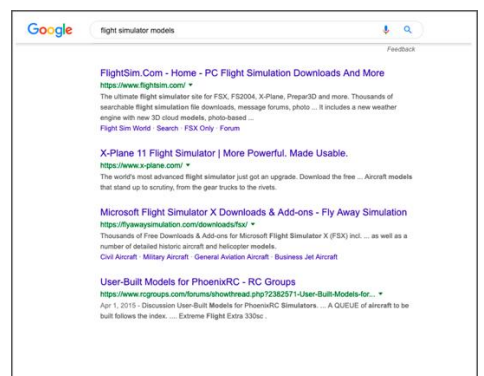 Google
flight simulator models
Feedback
FlightSim.Com - Home - PC Flight Simulation Downloads And More
https://www.flightsim.com/
The ultimate flight simulator site for FSX, FS2004, X-Plane, Prepar3D and more. Thousands of
searchable flight simulation file downloads, message forums, photo ... It includes a new weather
engine with new 3D cloud models, photo-based ...
Flight Sim World · Search · FSX Only · Forum
X-Plane 11 Flight Simulator | More Powerful. Made Usable.
https://www.x-plane.com/
The world's most advanced flight simulator just got an upgrade. Download the free ... Aircraft models
that stand up to scrutiny, from the gear trucks to the rivets.
Microsoft Flight Simulator X Downloads & Add-ons - Fly Away Simulation
https://flyawaysimulation.com/downloads/fsx/
Thousands of Free Downloads & Add-ons for Microsoft Flight Simulator X (FSX) incl. ... as well as a
number of detailed historic aircraft and helicopter models.
Civil Aircraft · Military Aircraft · General Aviation Aircraft · Business Jet Aircraft
User-Built Models for PhoenixRC - RC Groups
https://www.rcgroups.com/forums/showthread.php?2382571-User-Built-Models-for...
Apr 1, 2015 - Discussion User-Built Models for PhoenixRC Simulators. ... A QUEUE of aircraft to be
built follows the index. .... Extreme Flight Extra 330sc .